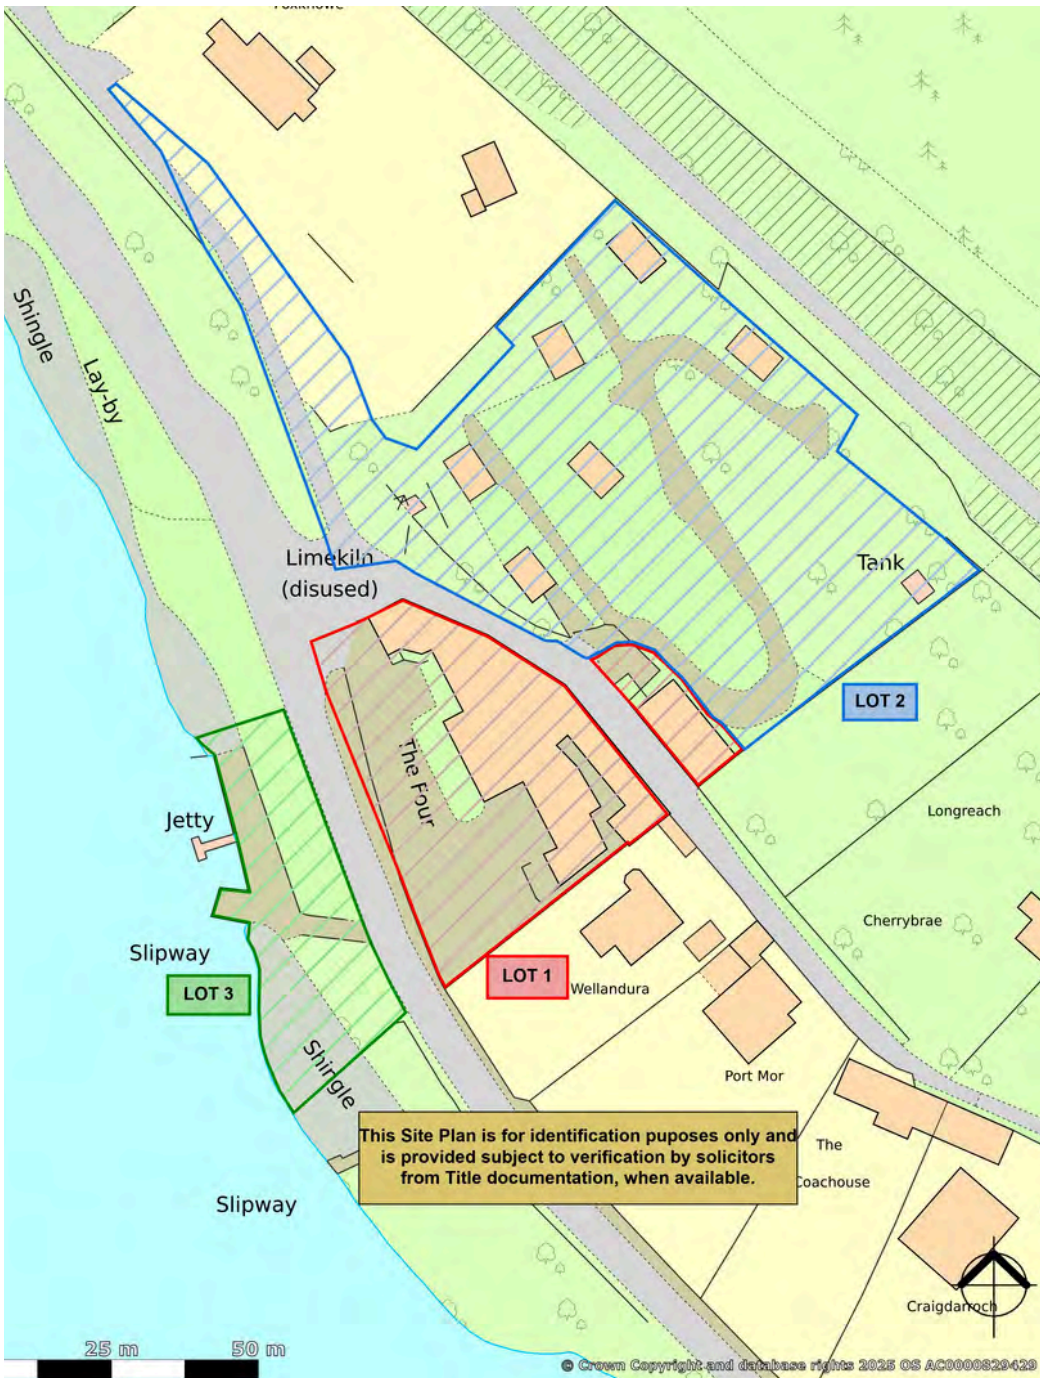 Foxknowe
Shingle
Lay-by
Limekiln
(disused)
Tank
LOT 2
The Four
Jetty
Longreach
Cherrybrae
Slipway
LOT 3
LOT 1
Wellandura
Shingle
Port Mor
This Site Plan is for identification puposes only and
is provided subject to verification by solicitors
from Title documentation, when available.
The
Coachouse
Slipway
Craigdarroch
25 m
50 m
© Crown Copyright and database rights 2025 OS AC0000829429